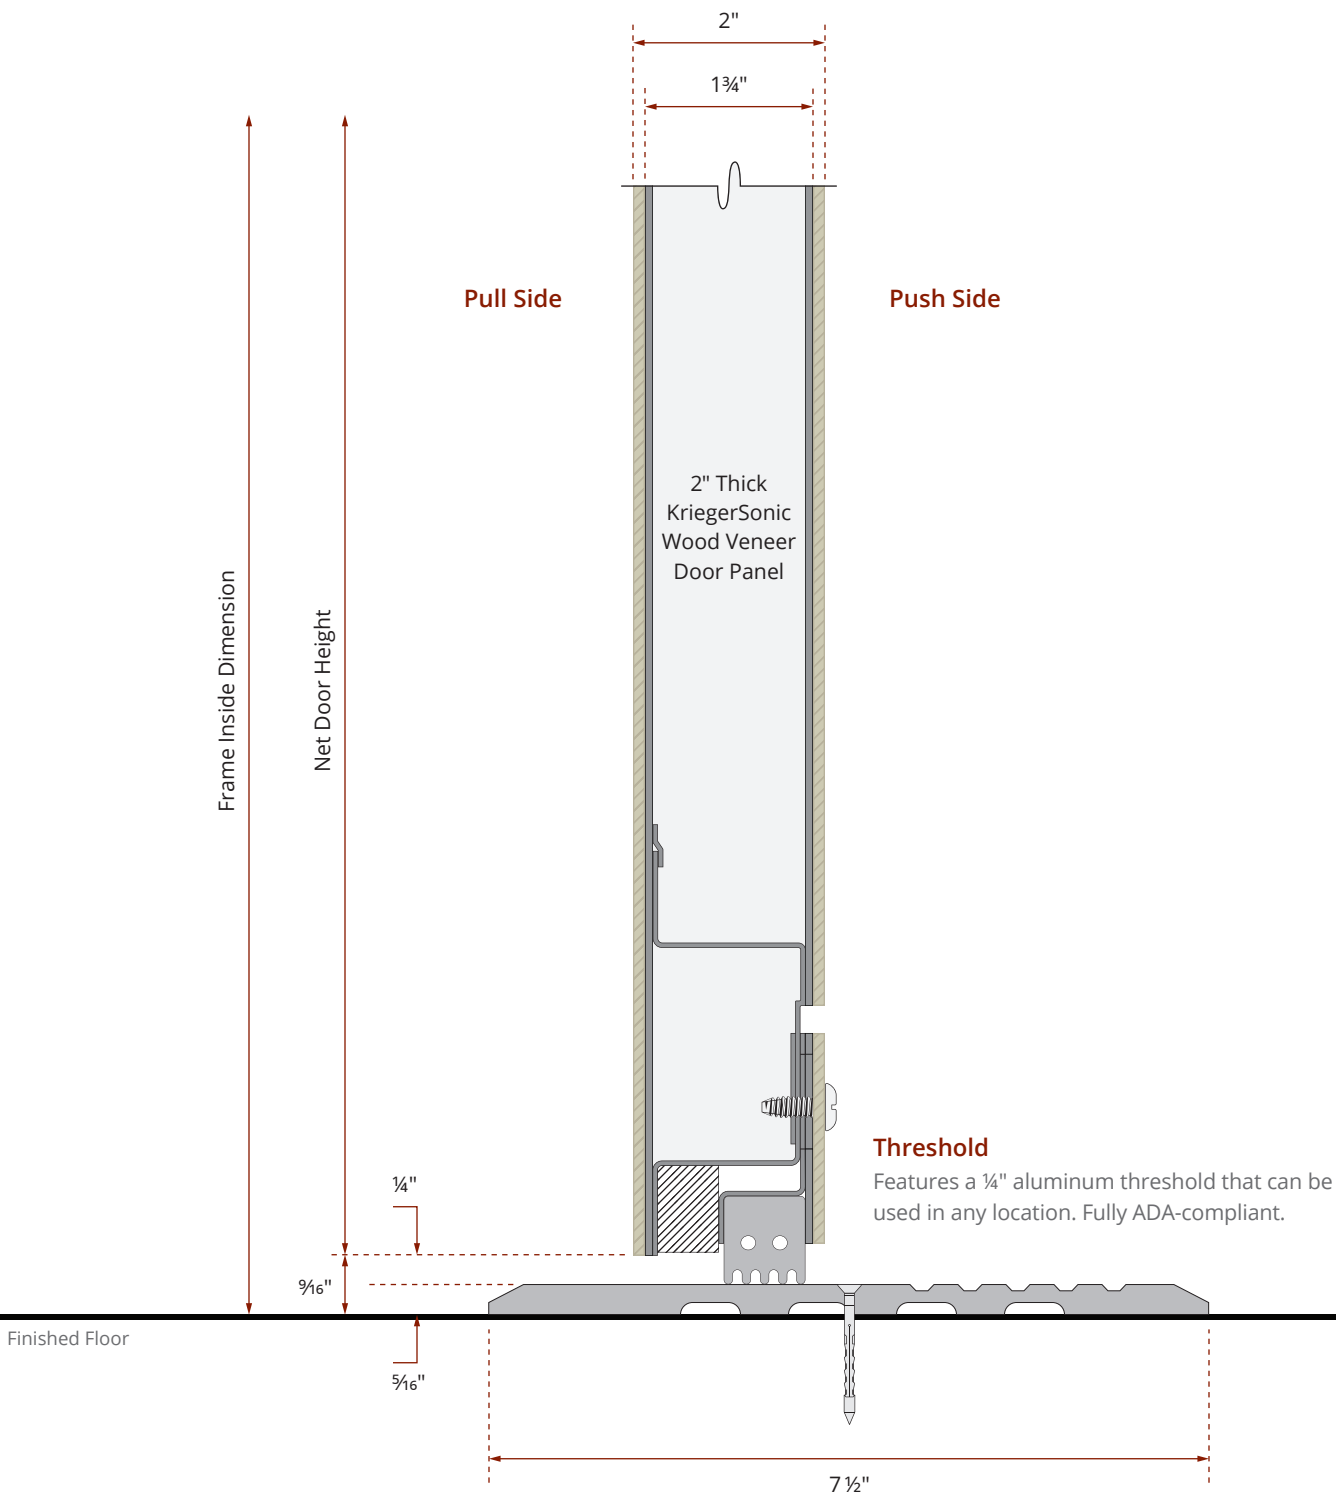 2"
1¾"
Pull Side
Push Side
2" Thick
KriegerSonic
Wood Veneer
Door Panel
Frame Inside Dimension
Net Door Height
Threshold
Features a ¼" aluminum threshold that can be
used in any location. Fully ADA-compliant.
¼"
9⁄16"
Finished Floor
5⁄16"
7 ½"